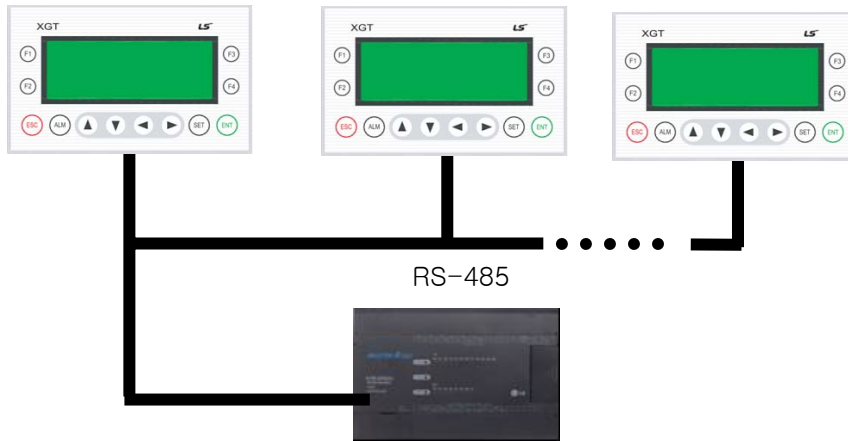 XGT LS
F1 F3
F2 F4
ESC ALM SET ENT
XGT LS
F1 F3
F2 F4
ESC ALM SET ENT
XGT LS
F1 F3
F2 F4
ESC ALM SET ENT
RS-485